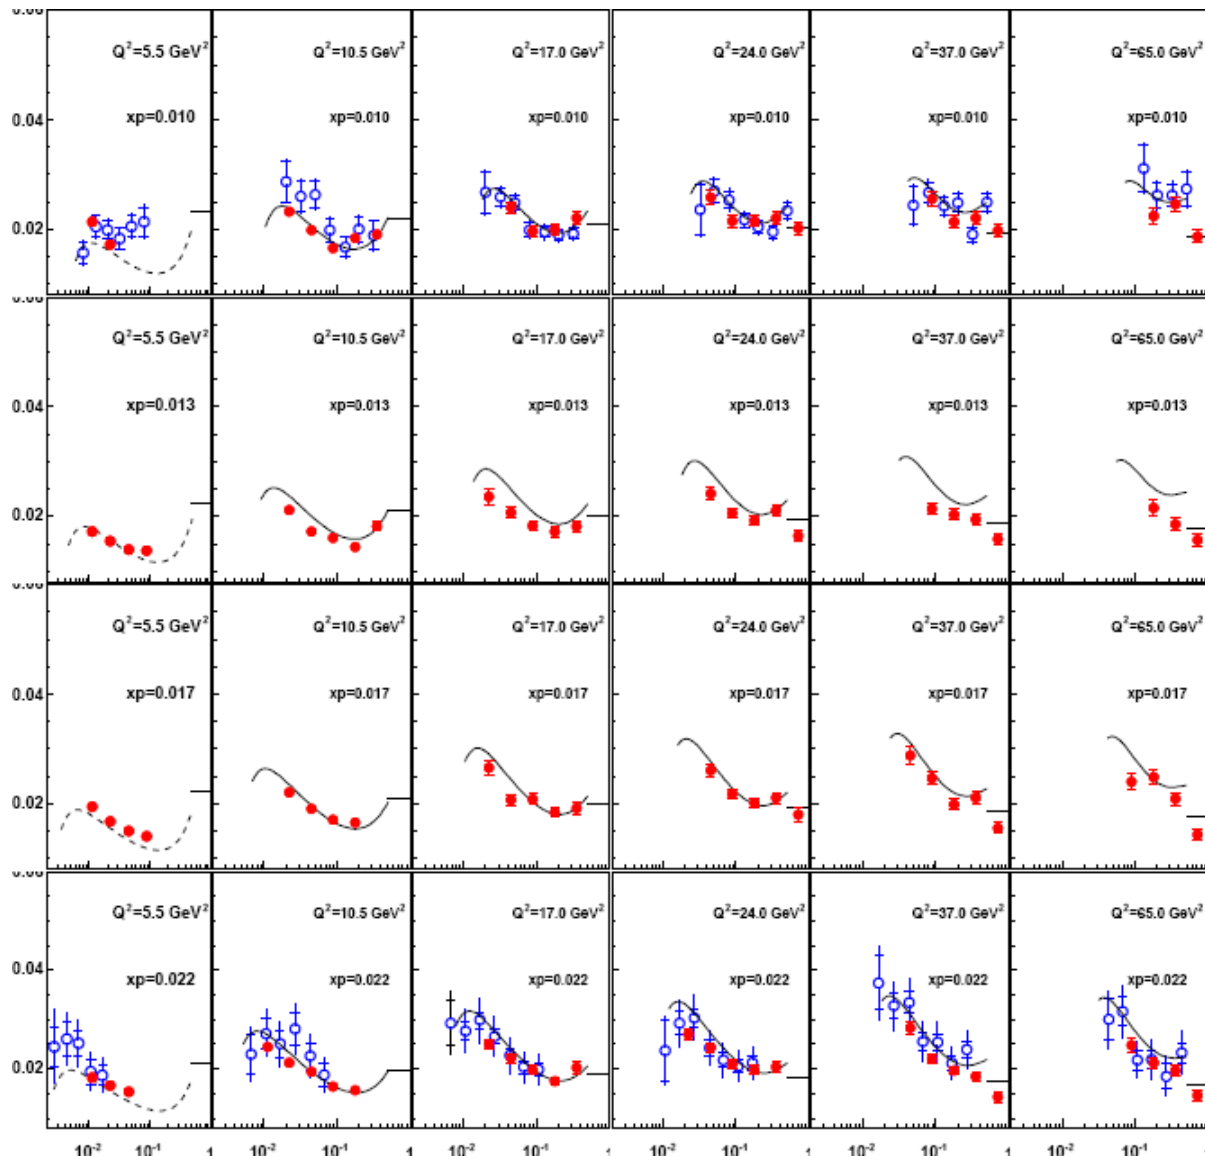 0.06
Q²=5.5 GeV² Q²=10.5 GeV² Q²=17.0 GeV² Q²=24.0 GeV² Q²=37.0 GeV² Q²=65.0 GeV²
0.04 xp=0.010 xp=0.010 xp=0.010 xp=0.010 xp=0.010 xp=0.010
0.02
0.06
Q²=5.5 GeV² Q²=10.5 GeV² Q²=17.0 GeV² Q²=24.0 GeV² Q²=37.0 GeV² Q²=65.0 GeV²
0.04 xp=0.013 xp=0.013 xp=0.013 xp=0.013 xp=0.013 xp=0.013
0.02
0.06
Q²=5.5 GeV² Q²=10.5 GeV² Q²=17.0 GeV² Q²=24.0 GeV² Q²=37.0 GeV² Q²=65.0 GeV²
0.04 xp=0.017 xp=0.017 xp=0.017 xp=0.017 xp=0.017 xp=0.017
0.02
0.06
Q²=5.5 GeV² Q²=10.5 GeV² Q²=17.0 GeV² Q²=24.0 GeV² Q²=37.0 GeV² Q²=65.0 GeV²
0.04 xp=0.022 xp=0.022 xp=0.022 xp=0.022 xp=0.022 xp=0.022
0.02
10⁻² 10⁻¹ 1 10⁻² 10⁻¹ 1 10⁻² 10⁻¹ 1 10⁻² 10⁻¹ 1 10⁻² 10⁻¹ 1 10⁻² 10⁻¹ 1